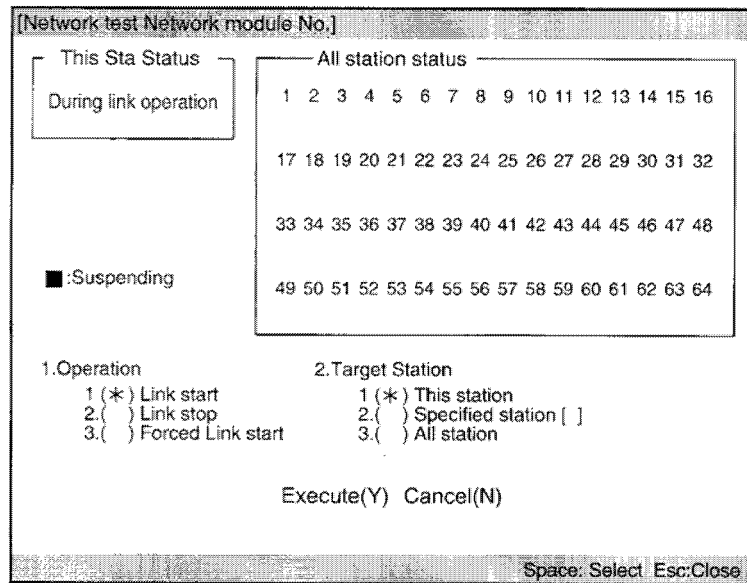 [Network test Network module No.]
This Sta Status
During link operation
All station status
1 2 3 4 5 6 7 8 9 10 11 12 13 14 15 16
17 18 19 20 21 22 23 24 25 26 27 28 29 30 31 32
33 34 35 36 37 38 39 40 41 42 43 44 45 46 47 48
49 50 51 52 53 54 55 56 57 58 59 60 61 62 63 64
■:Suspending
1.Operation
1 (*) Link start
2.( ) Link stop
3.( ) Forced Link start
2.Target Station
1 (*) This station
2.( ) Specified station [ ]
3.( ) All station
Execute(Y) Cancel(N)
Space: Select Esc:Close